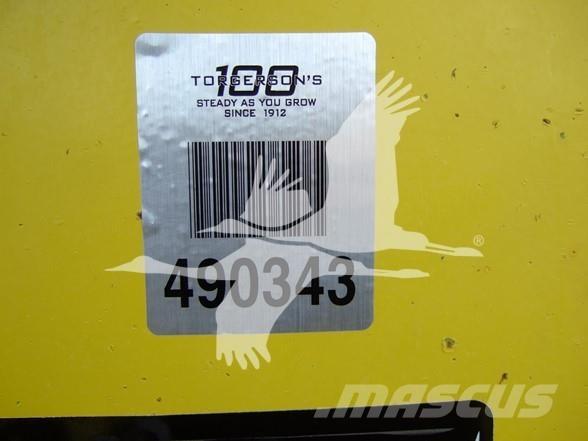 100
TORGERSON'S
STEADY AS YOU GROW
SINCE 1912
®
490343
MASCUS